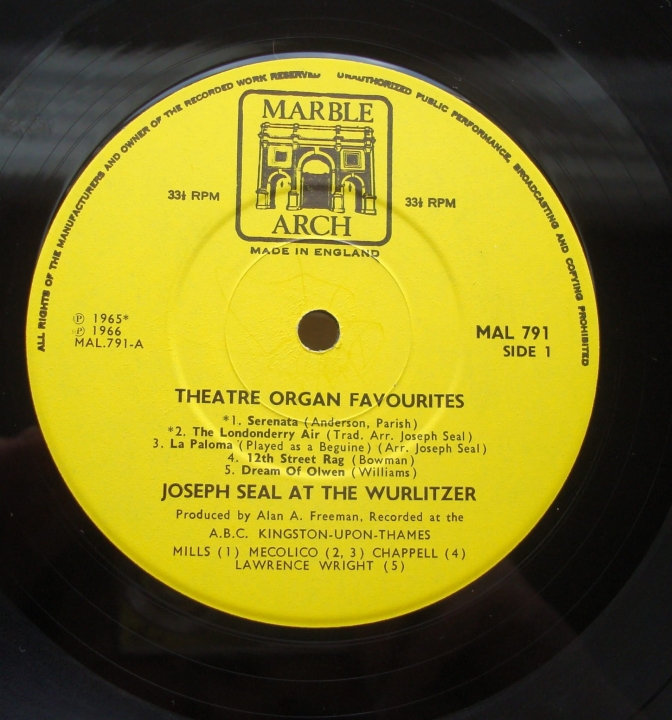 ALL RIGHTS OF THE MANUFACTURERS AND OWNER OF THE RECORDED WORK RESERVED UNAUTHORIZED PUBLIC PERFORMANCE, BROADCASTING AND COPYING PROHIBITED
MARBLE
ARCH
33⅓ RPM
33⅓ RPM
MADE IN ENGLAND
℗ 1965*
℗ 1966
MAL.791-A
MAL 791
SIDE 1
THEATRE ORGAN FAVOURITES
*1. Serenata (Anderson, Parish)
*2. The Londonderry Air (Trad. Arr. Joseph Seal)
3. La Paloma (Played as a Beguine) (Arr. Joseph Seal)
4. 12th Street Rag (Bowman)
5. Dream Of Olwen (Williams)
JOSEPH SEAL AT THE WURLITZER
Produced by Alan A. Freeman, Recorded at the
A.B.C. KINGSTON-UPON-THAMES
MILLS (1) MECOLICO (2, 3) CHAPPELL (4)
LAWRENCE WRIGHT (5)